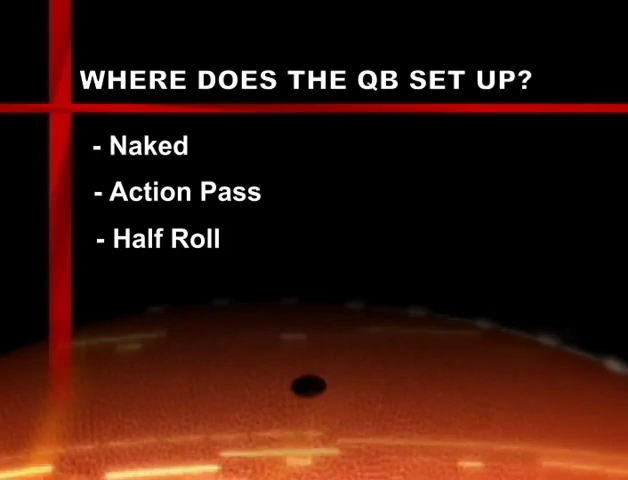 WHERE DOES THE QB SET UP?
- Naked
- Action Pass
- Half Roll